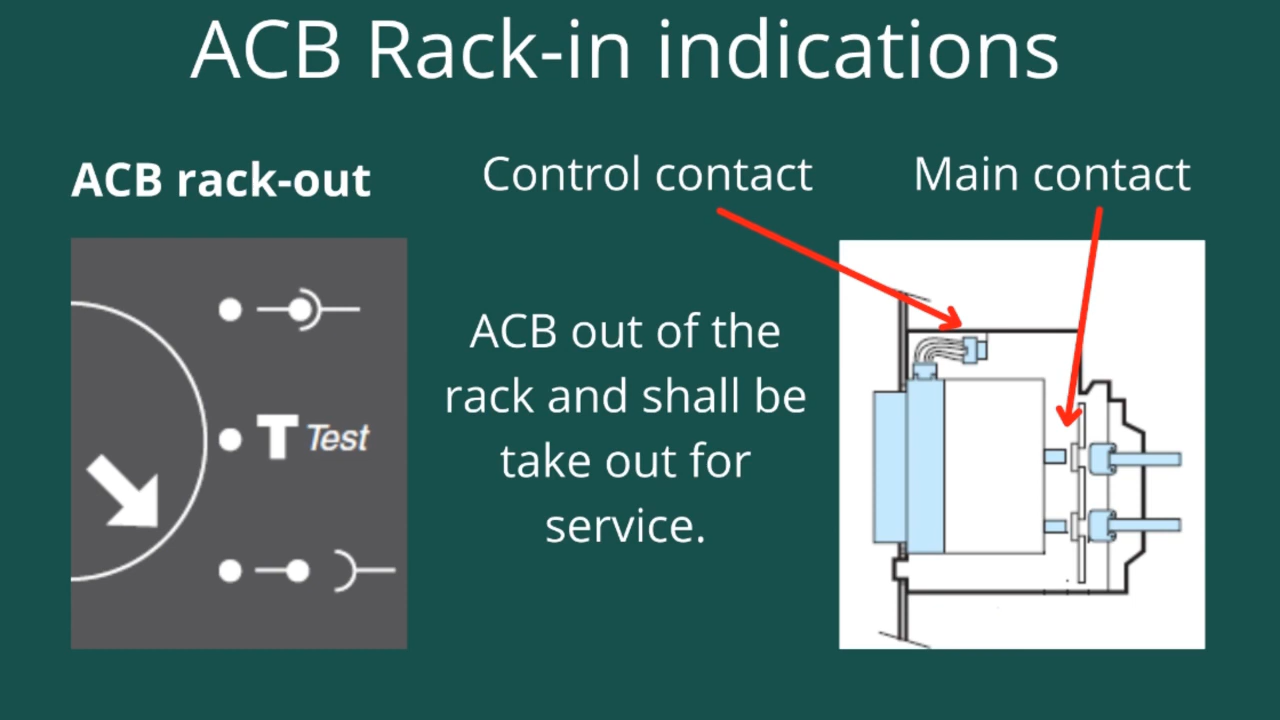 ACB Rack-in indications
ACB rack-out
Control contact
Main contact
T Test
ACB out of the
rack and shall be
take out for
service.